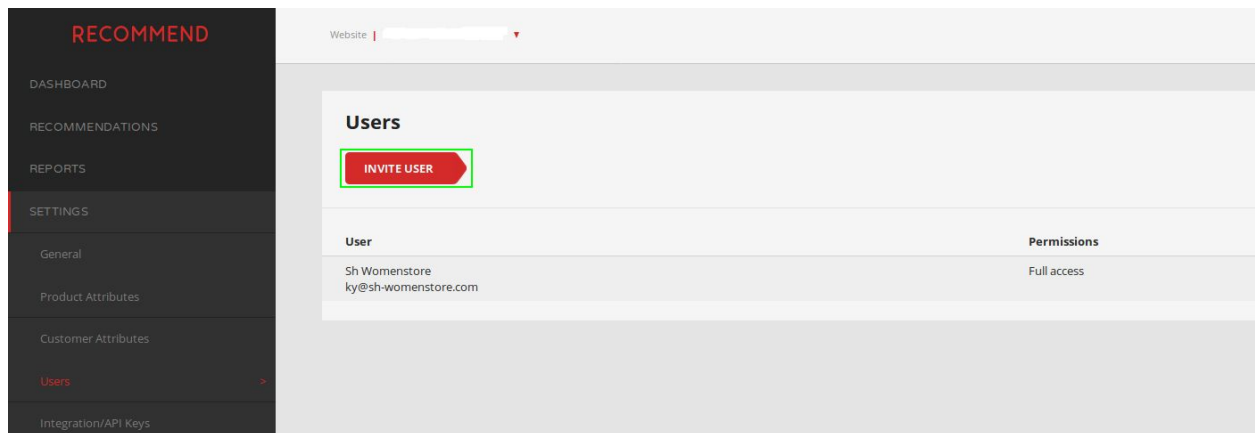 RECOMMEND
DASHBOARD
RECOMMENDATIONS
REPORTS
SETTINGS
General
Product Attributes
Customer Attributes
Users >
Integration/API Keys
Website | ▼
Users
INVITE USER
User Permissions
Sh Womenstore Full access
ky@sh-womenstore.com